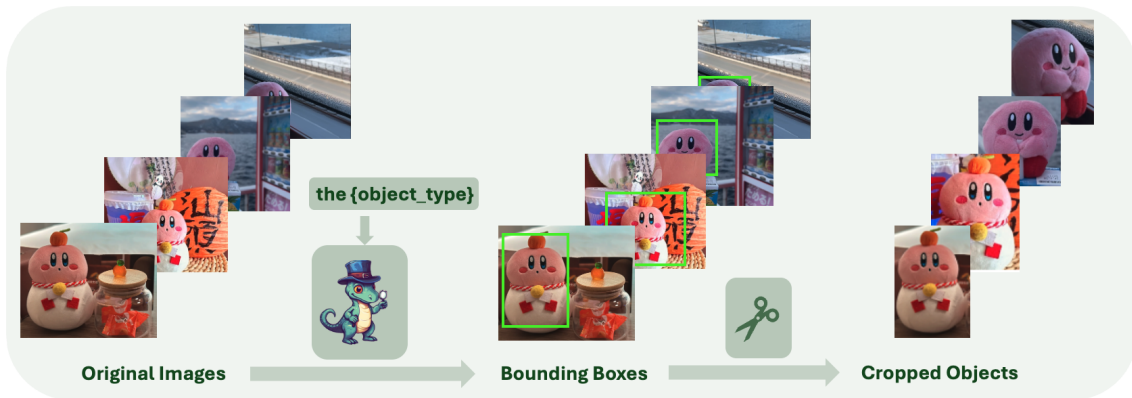 the {object_type}
Original Images
Bounding Boxes
Cropped Objects